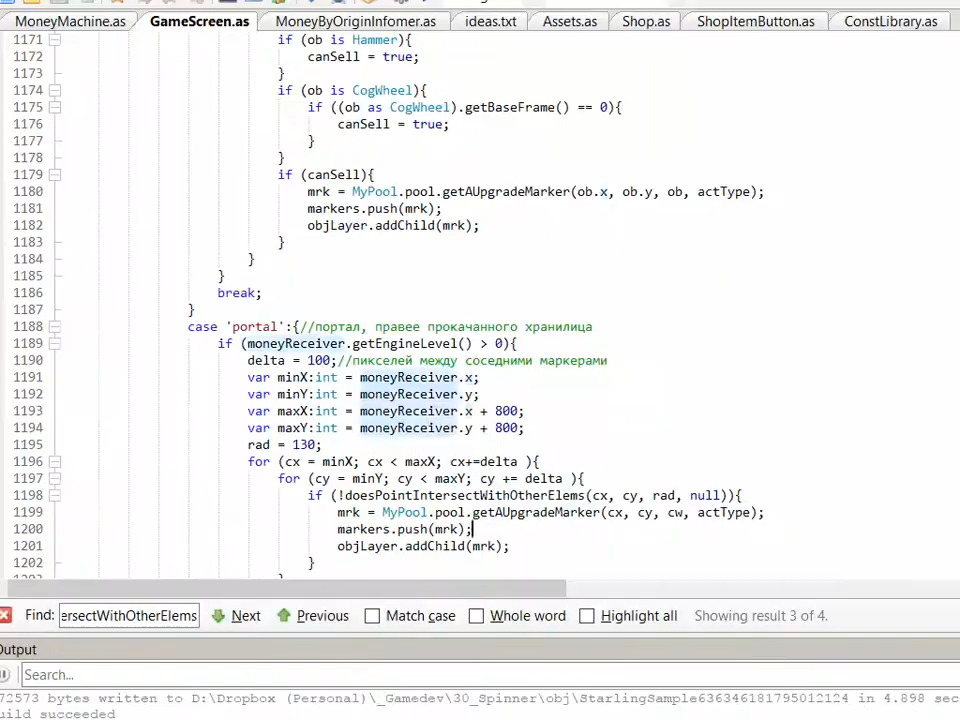 MoneyMachine.as GameScreen.as MoneyByOriginInfomer.as ideas.txt Assets.as Shop.as ShopItemButton.as ConstLibrary.as
1171 if (ob is Hammer){
1172 canSell = true;
1173 }
1174 if (ob is CogWheel){
1175 if ((ob as CogWheel).getBaseFrame() == 0){
1176 canSell = true;
1177 }
1178 }
1179 if (canSell){
1180 mrk = MyPool.pool.getAUpgradeMarker(ob.x, ob.y, ob, actType);
1181 markers.push(mrk);
1182 objLayer.addChild(mrk);
1183 }
1184 }
1185 }
1186 break;
1187 }
1188 case 'portal':{//портал, правее прокачанного хранилица
1189 if (moneyReceiver.getEngineLevel() > 0){
1190 delta = 100;//пикселей между соседними маркерами
1191 var minX:int = moneyReceiver.x;
1192 var minY:int = moneyReceiver.y;
1193 var maxX:int = moneyReceiver.x + 800;
1194 var maxY:int = moneyReceiver.y + 800;
1195 rad = 130;
1196 for (cx = minX; cx < maxX; cx+=delta ){
1197 for (cy = minY; cy < maxY; cy += delta ){
1198 if (!doesPointIntersectWithOtherElems(cx, cy, rad, null)){
1199 mrk = MyPool.pool.getAUpgradeMarker(cx, cy, cw, actType);
1200 markers.push(mrk);
1201 objLayer.addChild(mrk);
1202 }
Find: ersectWithOtherElems Next Previous Match case Whole word Highlight all Showing result 3 of 4.
Output
Search...
72573 bytes written to D:\Dropbox (Personal)\_Gamedev\30_Spinner\obj\StarlingSample636346181795012124 in 4.898 sec
uild succeeded